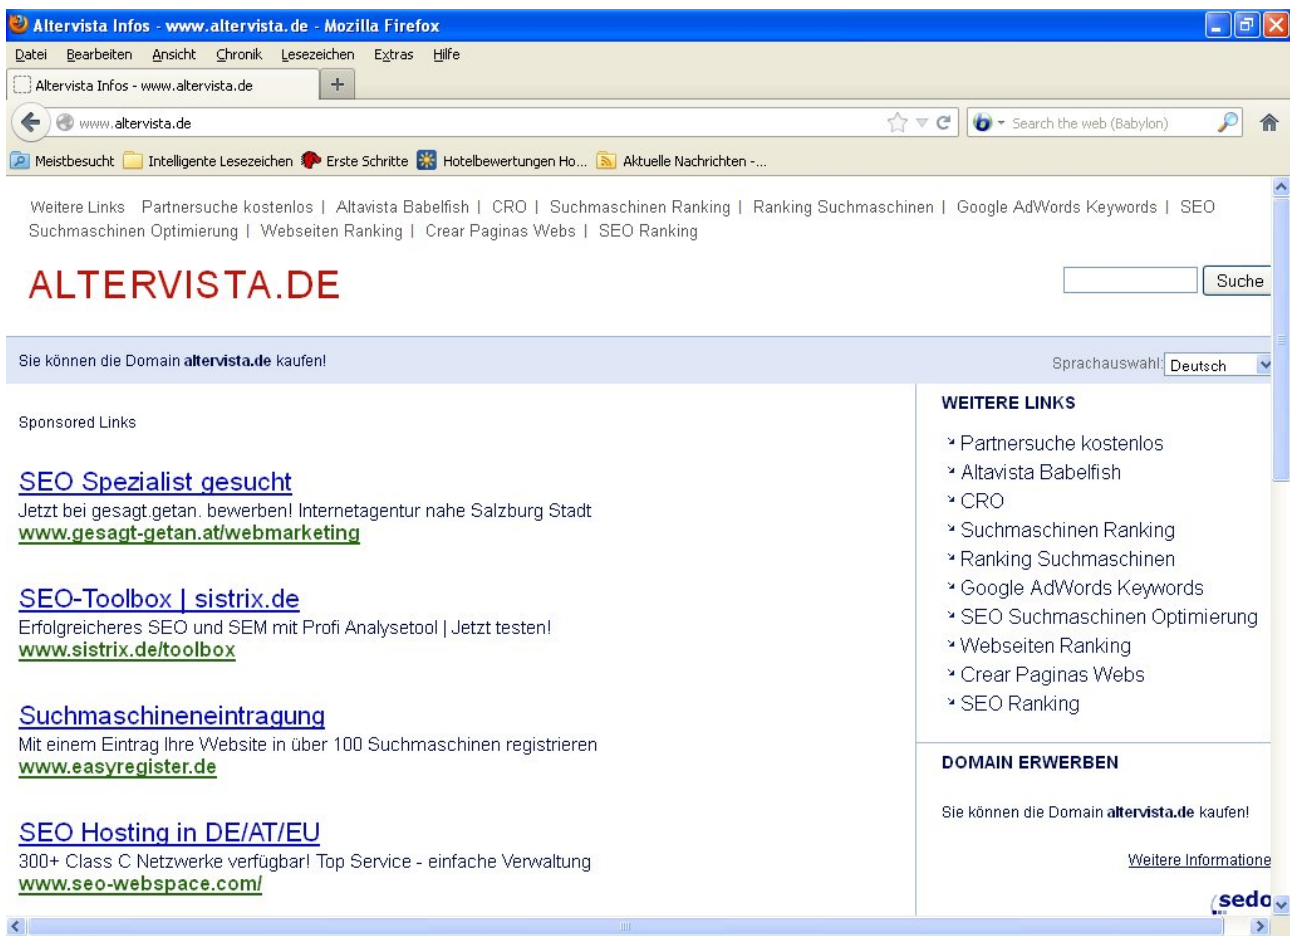 Altervista Infos - www.altervista.de - Mozilla Firefox
Datei Bearbeiten Ansicht Chronik Lesezeichen Extras Hilfe
Altervista Infos - www.altervista.de
www.altervista.de Search the web (Babylon)
Meistbesucht Intelligente Lesezeichen Erste Schritte Hotelbewertungen Ho... Aktuelle Nachrichten -...
Weitere Links Partnersuche kostenlos | Altavista Babelfish | CRO | Suchmaschinen Ranking | Ranking Suchmaschinen | Google AdWords Keywords | SEO
Suchmaschinen Optimierung | Webseiten Ranking | Crear Paginas Webs | SEO Ranking
ALTERVISTA.DE
Suche
Sie können die Domain altervista.de kaufen!
Sprachauswahl: Deutsch
Sponsored Links
SEO Spezialist gesucht
Jetzt bei gesagt.getan. bewerben! Internetagentur nahe Salzburg Stadt
www.gesagt-getan.at/webmarketing
SEO-Toolbox | sistrix.de
Erfolgreicheres SEO und SEM mit Profi Analysetool | Jetzt testen!
www.sistrix.de/toolbox
Suchmaschineneintragung
Mit einem Eintrag Ihre Website in über 100 Suchmaschinen registrieren
www.easyregister.de
SEO Hosting in DE/AT/EU
300+ Class C Netzwerke verfügbar! Top Service - einfache Verwaltung
www.seo-webspace.com/
WEITERE LINKS
Partnersuche kostenlos
Altavista Babelfish
CRO
Suchmaschinen Ranking
Ranking Suchmaschinen
Google AdWords Keywords
SEO Suchmaschinen Optimierung
Webseiten Ranking
Crear Paginas Webs
SEO Ranking
DOMAIN ERWERBEN
Sie können die Domain altervista.de kaufen!
Weitere Informatione
sedo